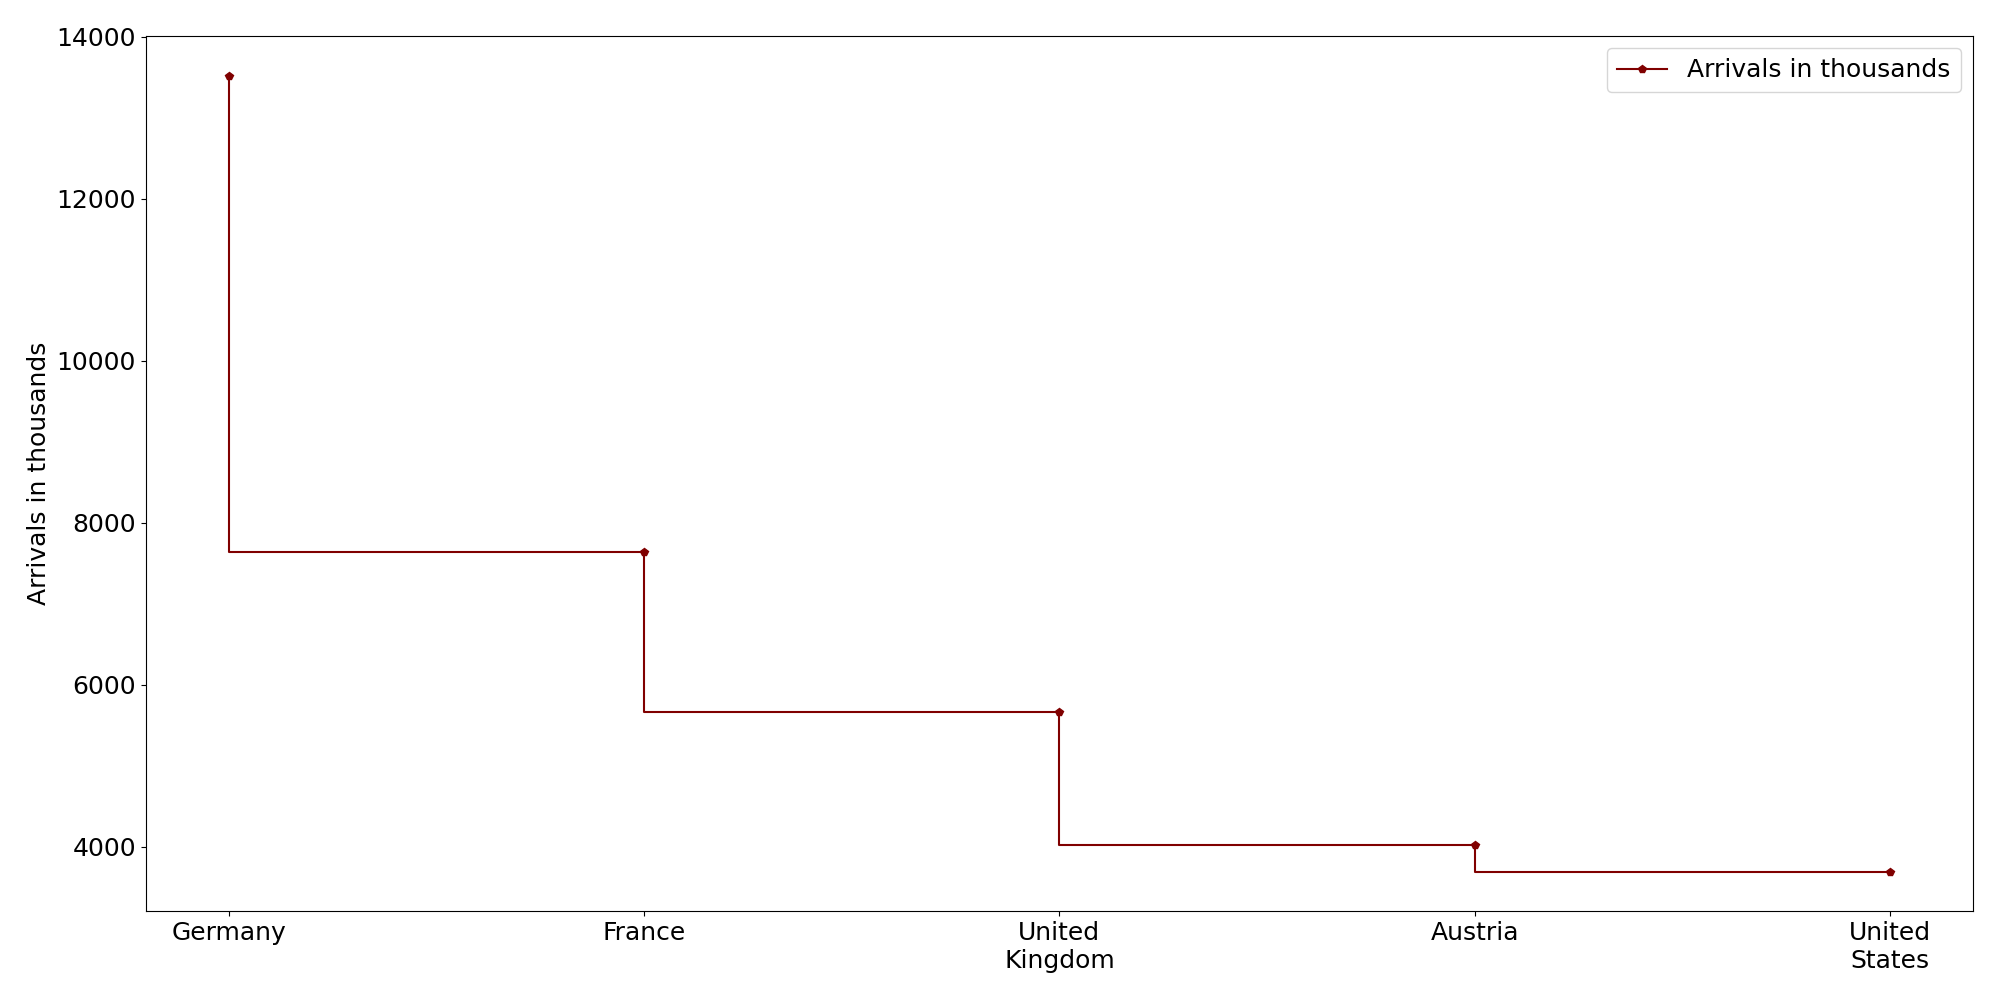 Arrivals in thousands
14000
12000
10000
8000
6000
4000
Arrivals in thousands
Germany
France
United
Kingdom
Austria
United
States